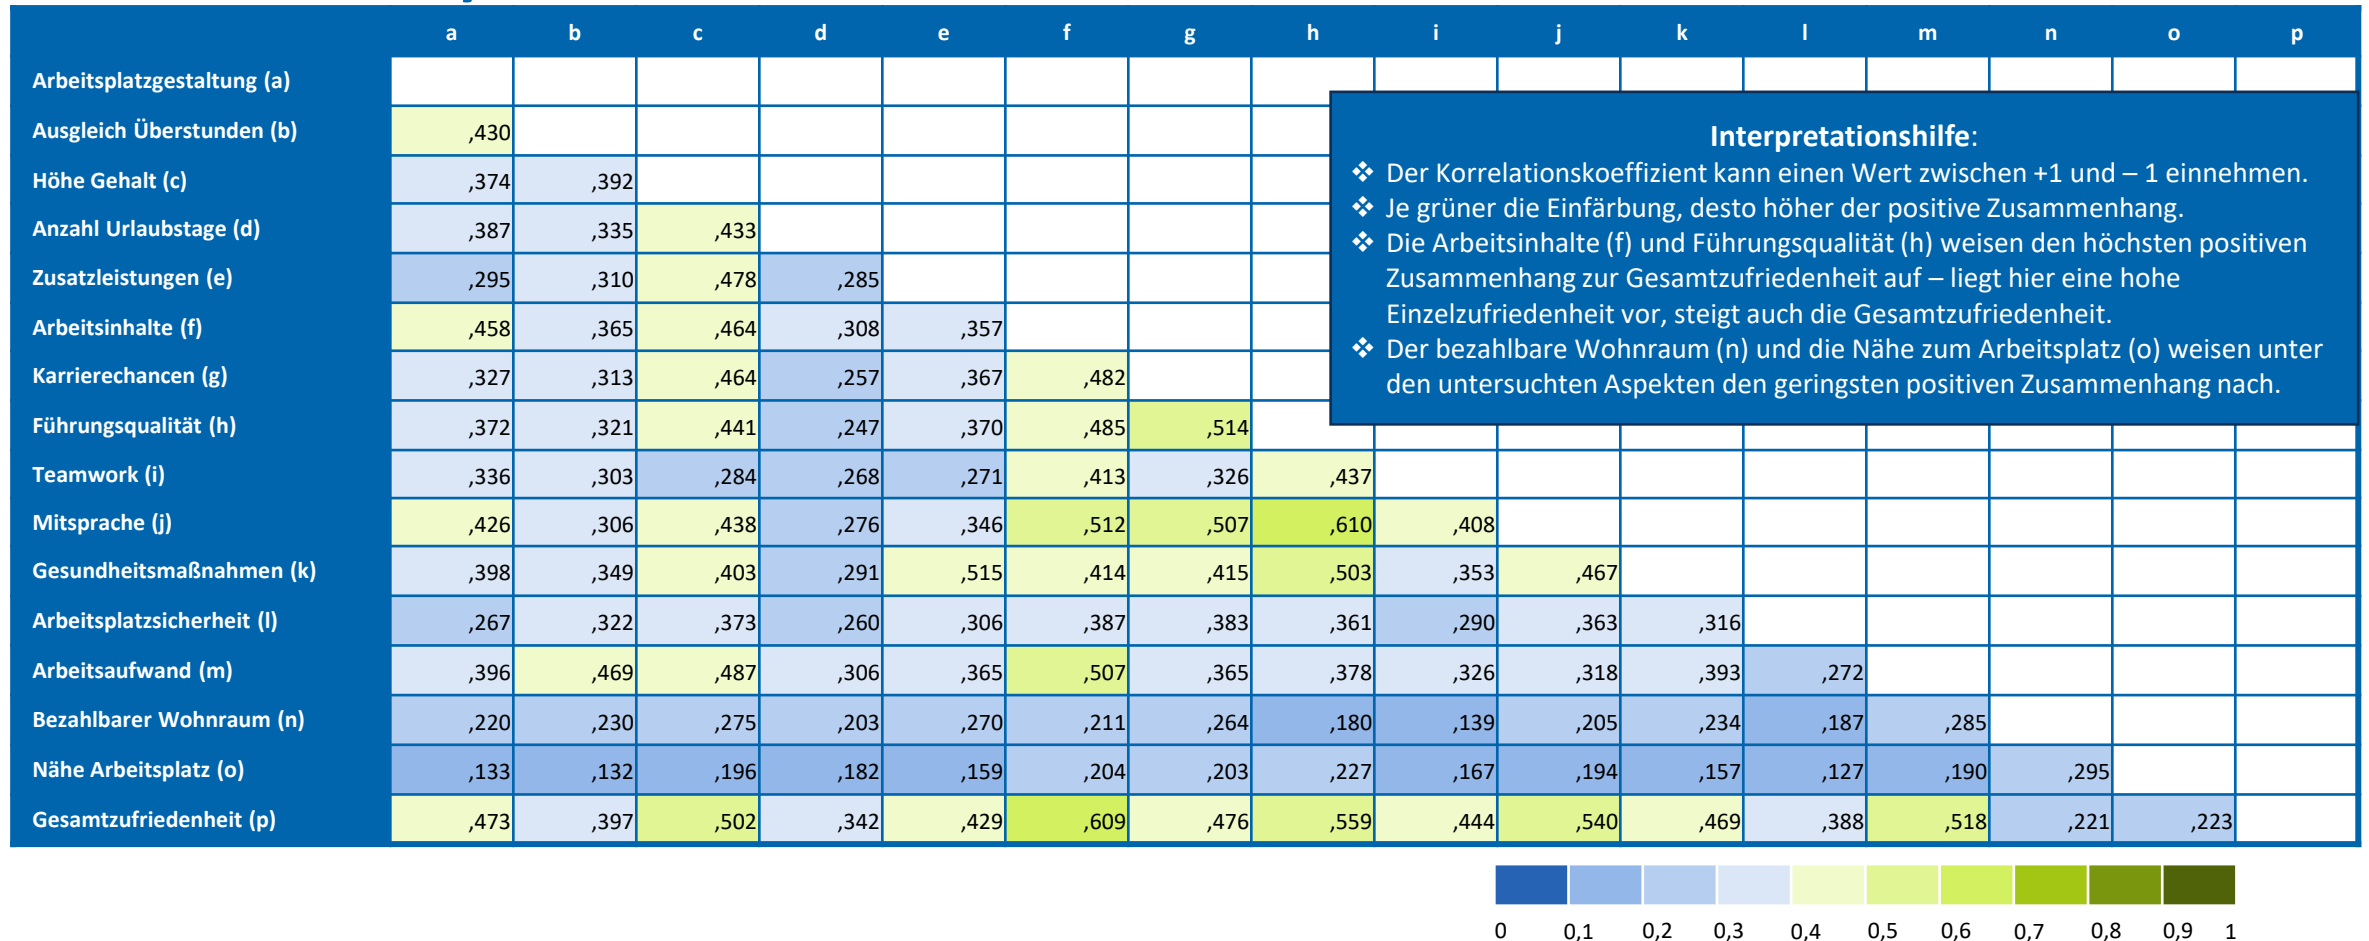 a b c d e f g h i j k l m n o p
Arbeitsplatzgestaltung (a)
Ausgleich Überstunden (b) ,430
Höhe Gehalt (c) ,374 ,392
Anzahl Urlaubstage (d) ,387 ,335 ,433
Zusatzleistungen (e) ,295 ,310 ,478 ,285
Arbeitsinhalte (f) ,458 ,365 ,464 ,308 ,357
Karrierechancen (g) ,327 ,313 ,464 ,257 ,367 ,482
Führungsqualität (h) ,372 ,321 ,441 ,247 ,370 ,485 ,514
Teamwork (i) ,336 ,303 ,284 ,268 ,271 ,413 ,326 ,437
Mitsprache (j) ,426 ,306 ,438 ,276 ,346 ,512 ,507 ,610 ,408
Gesundheitsmaßnahmen (k) ,398 ,349 ,403 ,291 ,515 ,414 ,415 ,503 ,353 ,467
Arbeitsplatzsicherheit (l) ,267 ,322 ,373 ,260 ,306 ,387 ,383 ,361 ,290 ,363 ,316
Arbeitsaufwand (m) ,396 ,469 ,487 ,306 ,365 ,507 ,365 ,378 ,326 ,318 ,393 ,272
Bezahlbarer Wohnraum (n) ,220 ,230 ,275 ,203 ,270 ,211 ,264 ,180 ,139 ,205 ,234 ,187 ,285
Nähe Arbeitsplatz (o) ,133 ,132 ,196 ,182 ,159 ,204 ,203 ,227 ,167 ,194 ,157 ,127 ,190 ,295
Gesamtzufriedenheit (p) ,473 ,397 ,502 ,342 ,429 ,609 ,476 ,559 ,444 ,540 ,469 ,388 ,518 ,221 ,223
Interpretationshilfe:
❖ Der Korrelationskoeffizient kann einen Wert zwischen +1 und – 1 einnehmen.
❖ Je grüner die Einfärbung, desto höher der positive Zusammenhang.
❖ Die Arbeitsinhalte (f) und Führungsqualität (h) weisen den höchsten positiven
Zusammenhang zur Gesamtzufriedenheit auf – liegt hier eine hohe
Einzelzufriedenheit vor, steigt auch die Gesamtzufriedenheit.
❖ Der bezahlbare Wohnraum (n) und die Nähe zum Arbeitsplatz (o) weisen unter
den untersuchten Aspekten den geringsten positiven Zusammenhang nach.
0 0,1 0,2 0,3 0,4 0,5 0,6 0,7 0,8 0,9 1